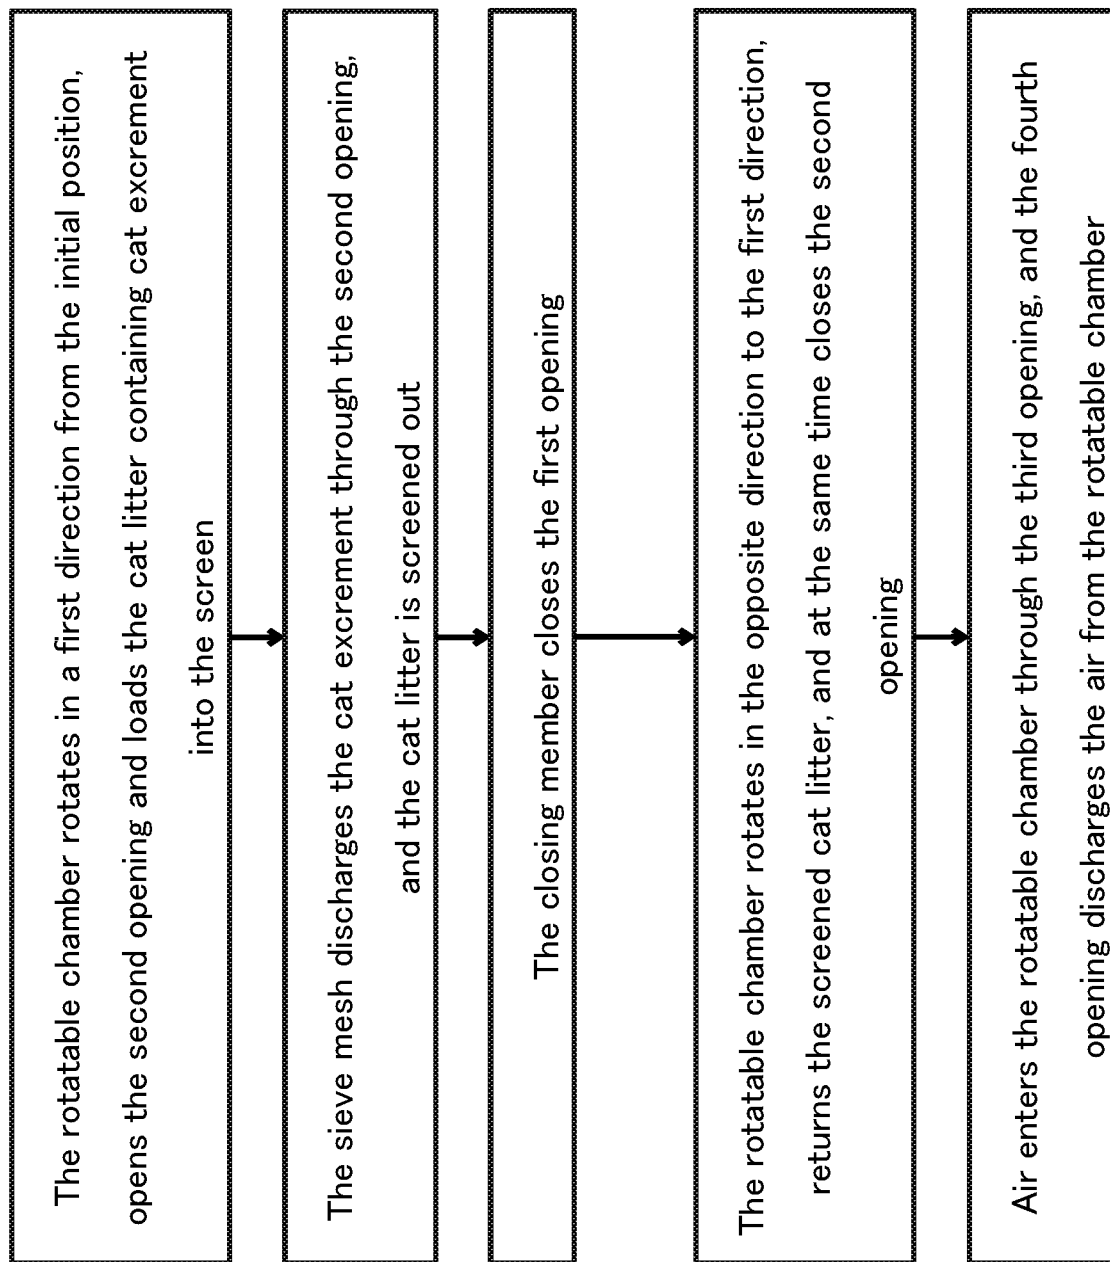 The rotatable chamber rotates in a first direction from the initial position,
opens the second opening and loads the cat litter containing cat excrement
into the screen
The sieve mesh discharges the cat excrement through the second opening,
and the cat litter is screened out
The closing member closes the first opening
The rotatable chamber rotates in the opposite direction to the first direction,
returns the screened cat litter, and at the same time closes the second
opening
Air enters the rotatable chamber through the third opening, and the fourth
opening discharges the air from the rotatable chamber